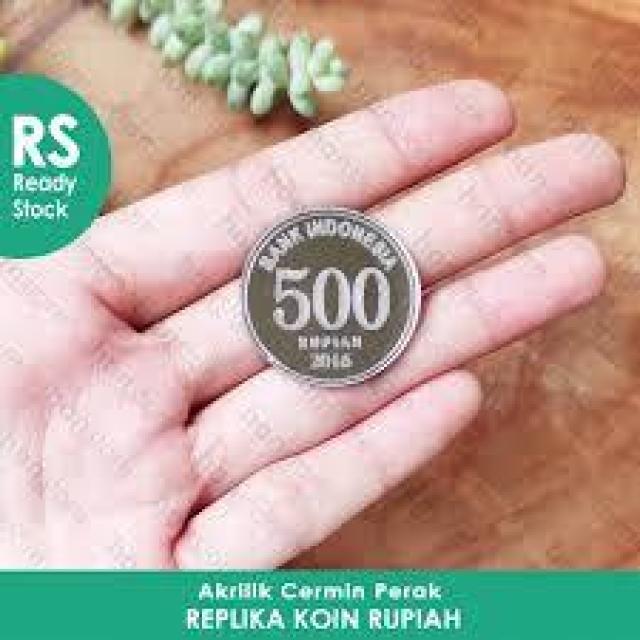 RS
Ready
Stock
BANK INDONESIA
500
RUPIAH
2016
Akrilik Cermin Perak
REPLIKA KOIN RUPIAH